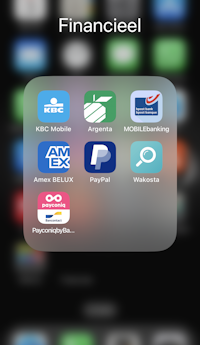 Financieel
KBC
AMEX
payconiq
KBC Mobile
Argenta
MOBILEbanking
Amex BELUX
PayPal
Wakosta
PayconiqbyBa...